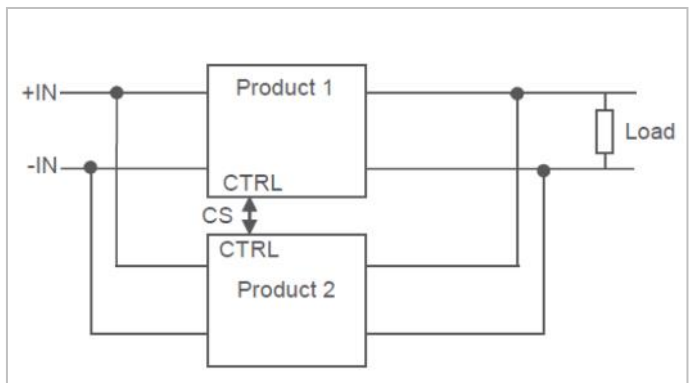 +IN
Product 1
Load
-IN
CTRL
CS
CTRL
Product 2